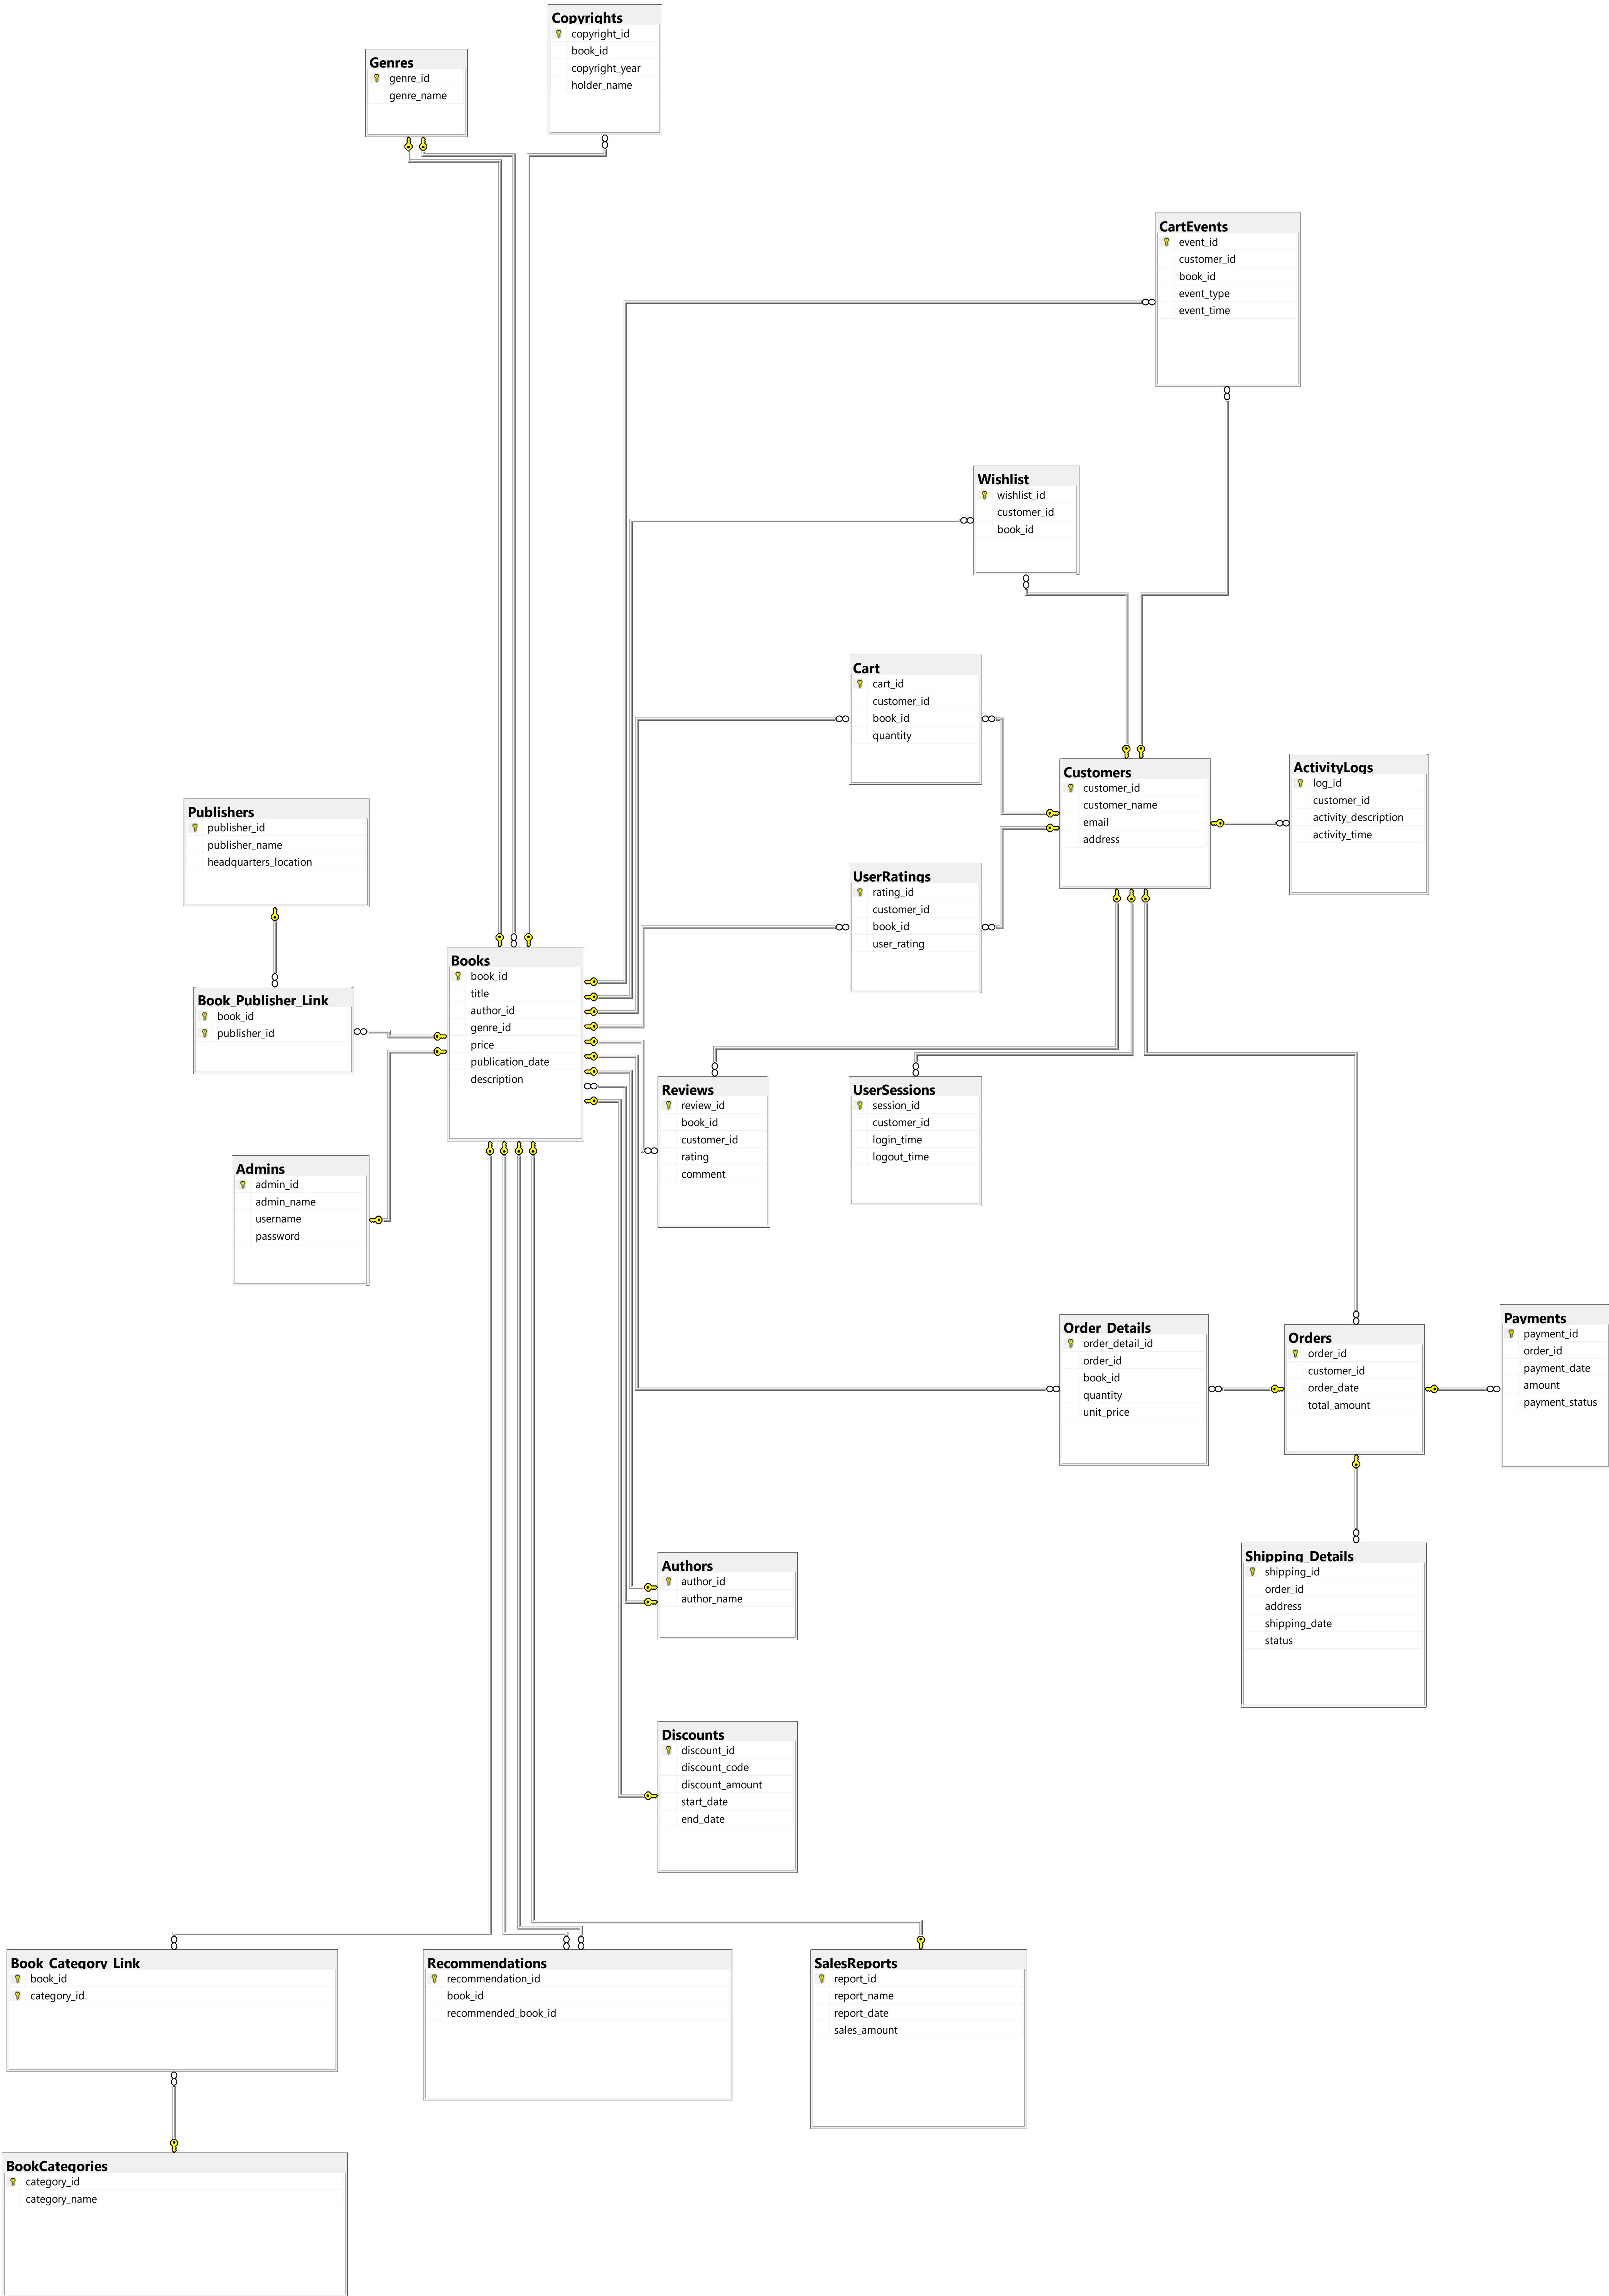 Copyrights
copyright_id
book_id
copyright_year
holder_name
Genres
genre_id
genre_name
CartEvents
event_id
customer_id
book_id
event_type
event_time
Wishlist
wishlist_id
customer_id
book_id
Cart
cart_id
customer_id
book_id
quantity
Customers
customer_id
customer_name
email
address
ActivityLogs
log_id
customer_id
activity_description
activity_time
Publishers
publisher_id
publisher_name
headquarters_location
UserRatings
rating_id
customer_id
book_id
user_rating
Books
book_id
title
author_id
genre_id
price
publication_date
description
Book_Publisher_Link
book_id
publisher_id
Reviews
review_id
book_id
customer_id
rating
comment
UserSessions
session_id
customer_id
login_time
logout_time
Admins
admin_id
admin_name
username
password
Order_Details
order_detail_id
order_id
book_id
quantity
unit_price
Orders
order_id
customer_id
order_date
total_amount
Payments
payment_id
order_id
payment_date
amount
payment_status
Authors
author_id
author_name
Shipping_Details
shipping_id
order_id
address
shipping_date
status
Discounts
discount_id
discount_code
discount_amount
start_date
end_date
Book_Category_Link
book_id
category_id
Recommendations
recommendation_id
book_id
recommended_book_id
SalesReports
report_id
report_name
report_date
sales_amount
BookCategories
category_id
category_name